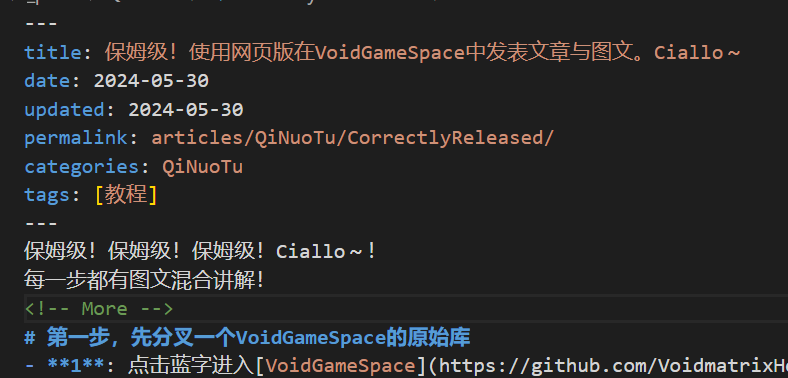 ---
title: 保姆级！使用网页版在VoidGameSpace中发表文章与图文。Ciallo～
date: 2024-05-30
updated: 2024-05-30
permalink: articles/QiNuoTu/CorrectlyReleased/
categories: QiNuoTu
tags: [教程]
---
保姆级！保姆级！保姆级！Ciallo～！
每一步都有图文混合讲解！
<!-- More -->
# 第一步，先分叉一个VoidGameSpace的原始库
- **1**: 点击蓝字进入[VoidGameSpace](https://github.com/VoidmatrixHe